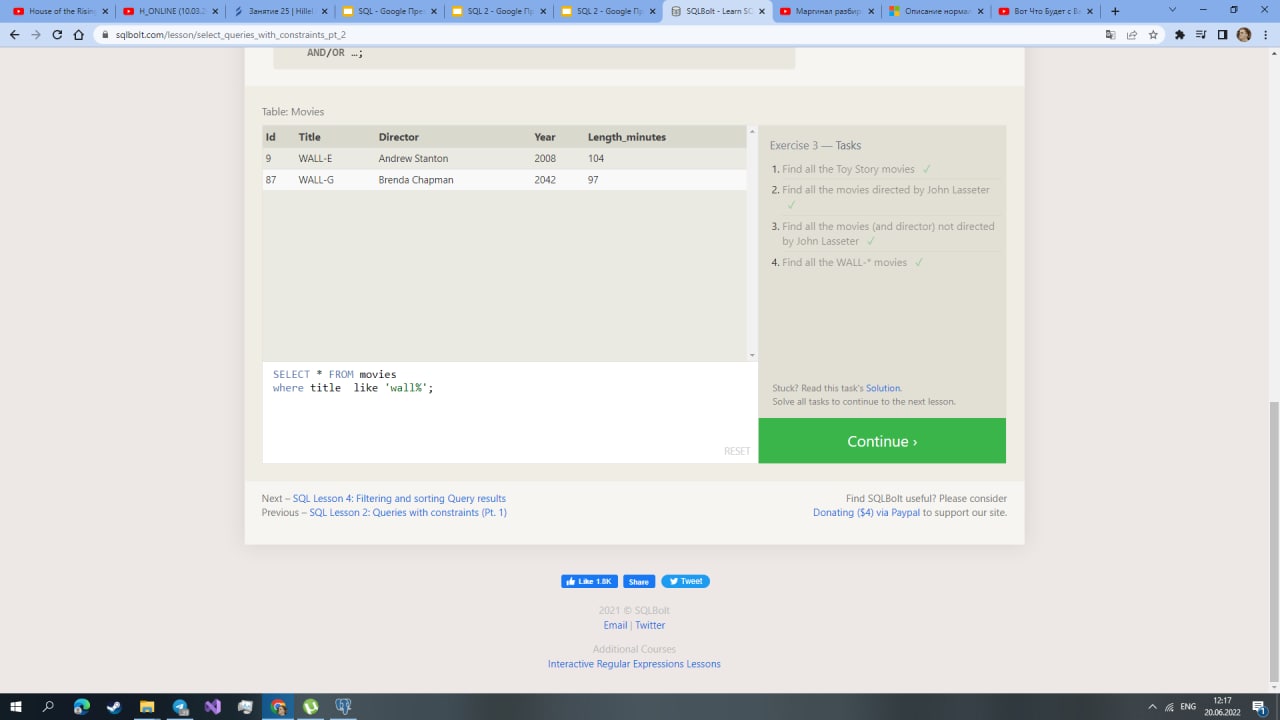 House of the Rising
H_ONLINE (10.03.2
Занятие 25 | Hillel
SQL Lesson 4 - Goo
SQL 2 - Google Пре
SQL 2 - Google Пре
SQLBolt - Learn SQ
Маргинал разбира
Описание нормал
Вот Что Будет с Ва
sqlbolt.com/lesson/select_queries_with_constraints_pt_2
AND/OR …;
Table: Movies
Id Title Director Year Length_minutes
9 WALL-E Andrew Stanton 2008 104
87 WALL-G Brenda Chapman 2042 97
Exercise 3 — Tasks
1. Find all the Toy Story movies ✓
2. Find all the movies directed by John Lasseter
✓
3. Find all the movies (and director) not directed
by John Lasseter ✓
4. Find all the WALL-* movies ✓
SELECT * FROM movies
where title  like 'wall%';
RESET
Stuck? Read this task's Solution.
Solve all tasks to continue to the next lesson.
Continue ›
Next – SQL Lesson 4: Filtering and sorting Query results
Previous – SQL Lesson 2: Queries with constraints (Pt. 1)
Find SQLBolt useful? Please consider
Donating ($4) via Paypal to support our site.
Like 1.8K
Share
Tweet
2021 © SQLBolt
Email | Twitter
Additional Courses
Interactive Regular Expressions Lessons
ENG
12:17
20.06.2022
1